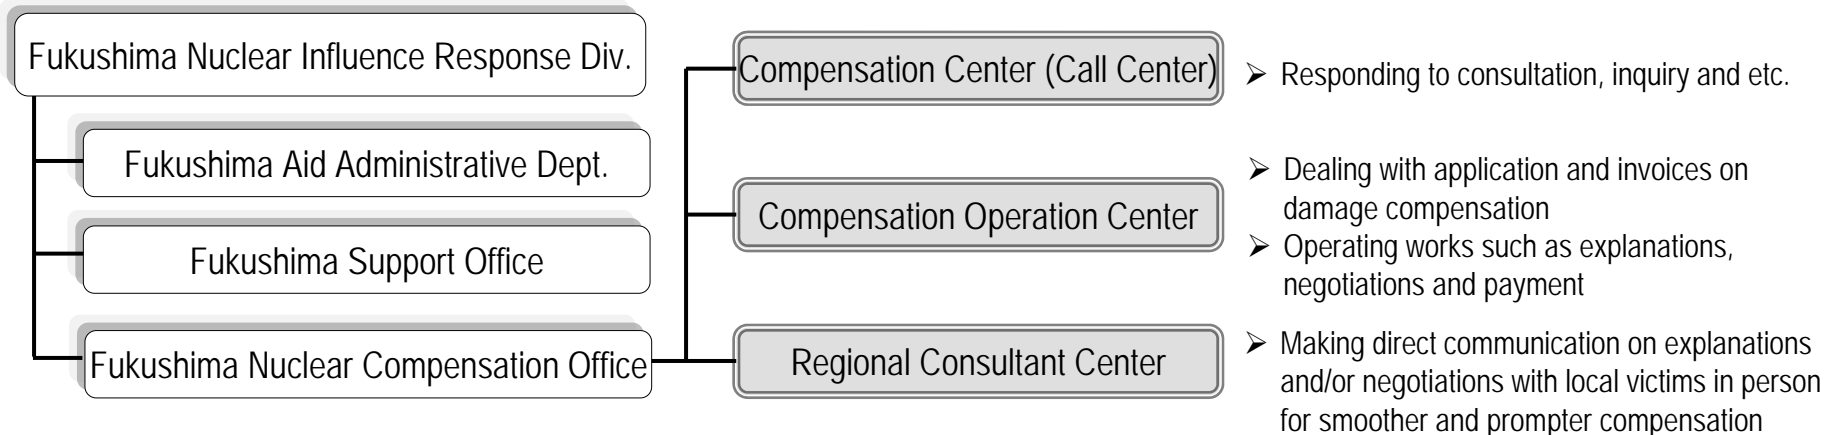 Fukushima Nuclear Influence Response Div.
Fukushima Aid Administrative Dept.
Fukushima Support Office
Fukushima Nuclear Compensation Office
Compensation Center (Call Center)
➢ Responding to consultation, inquiry and etc.
Compensation Operation Center
➢ Dealing with application and invoices on
damage compensation
➢ Operating works such as explanations,
negotiations and payment
Regional Consultant Center
➢ Making direct communication on explanations
and/or negotiations with local victims in person
for smoother and prompter compensation